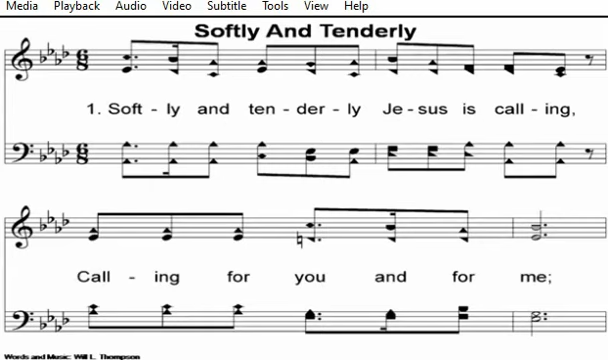 Media Playback Audio Video Subtitle Tools View Help
Softly And Tenderly
1. Soft - ly and ten - der - ly Je - sus is call - ing,
Call - ing for you and for me;
Words and Music: Will L. Thompson